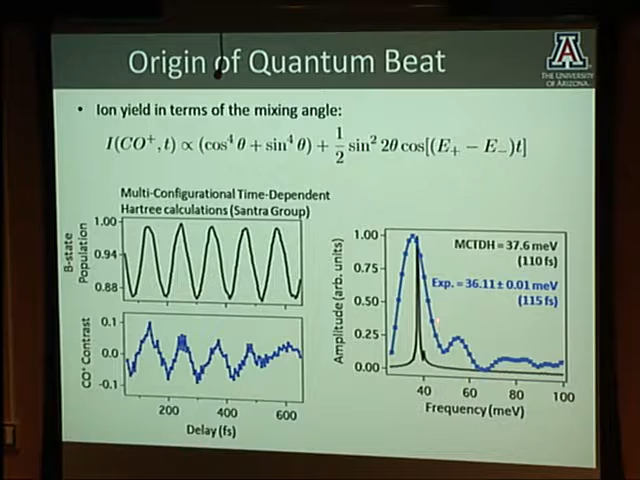 Origin of Quantum Beat
THE UNIVERSITY
OF ARIZONA.
• Ion yield in terms of the mixing angle:
I(CO⁺, t) ∝ (cos⁴ θ + sin⁴ θ) + 1/2 sin² 2θ cos[(E₊ − E₋)t]
Multi-Configurational Time-Dependent
Hartree calculations (Santra Group)
B-state
Population
1.00
0.94
0.88
CO⁺ Contrast
0.1
0.0
-0.1
200 400 600
Delay (fs)
Amplitude (arb. units)
1.00
0.75
0.50
0.25
0.00
MCTDH = 37.6 meV
(110 fs)
Exp. = 36.11 ± 0.01 meV
(115 fs)
40 60 80 100
Frequency (meV)